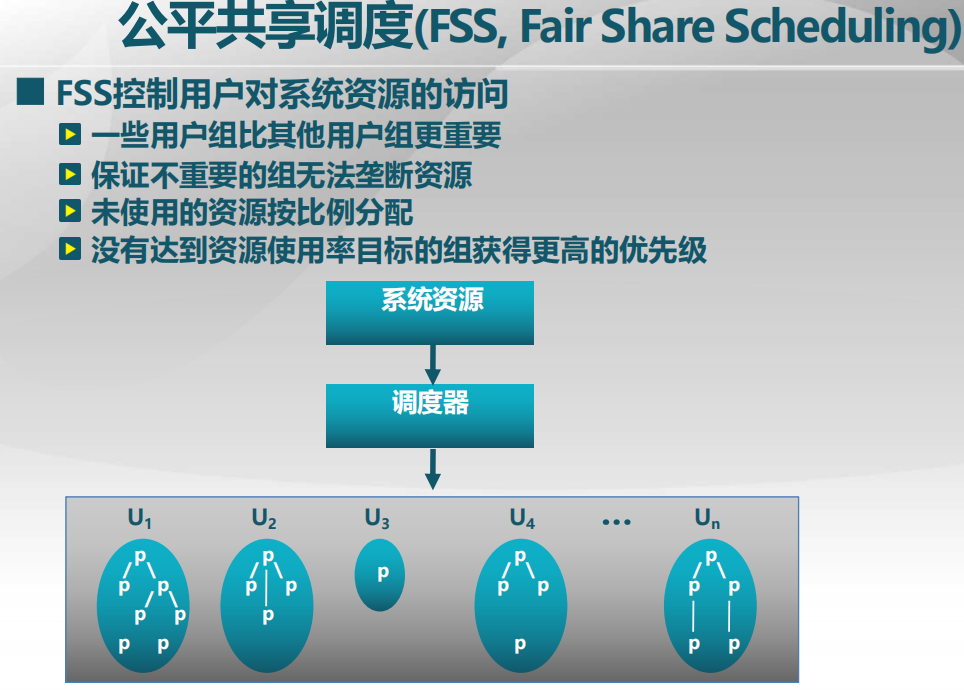 公平共享调度(FSS, Fair Share Scheduling)
FSS控制用户对系统资源的访问
一些用户组比其他用户组更重要
保证不重要的组无法垄断资源
未使用的资源按比例分配
没有达到资源使用率目标的组获得更高的优先级
系统资源
调度器
U₁ U₂ U₃ U₄ ... Uₙ
p p p p
p p p p p p p p p
p p p
p p p p p